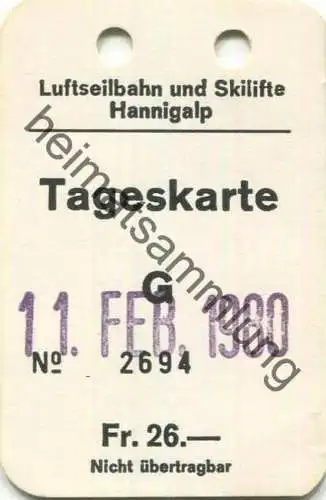 Luftseilbahn und Skilifte
Hannigalp
Tageskarte
G
11. FEB. 1980
№ 2694
Fr. 26.—
Nicht übertragbar
heimatsammlung